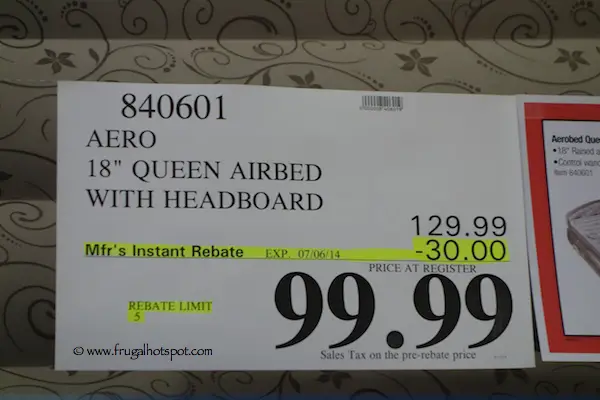 840601
AERO
18" QUEEN AIRBED
WITH HEADBOARD
129.99
Mfr's Instant Rebate EXP. 07/06/14 -30.00
PRICE AT REGISTER
99.99
REBATE LIMIT
5
Sales Tax on the pre-rebate price
© www.frugalhotspot.com
Aerobed Que
•18" Raised a
•Control wand
Item 840601